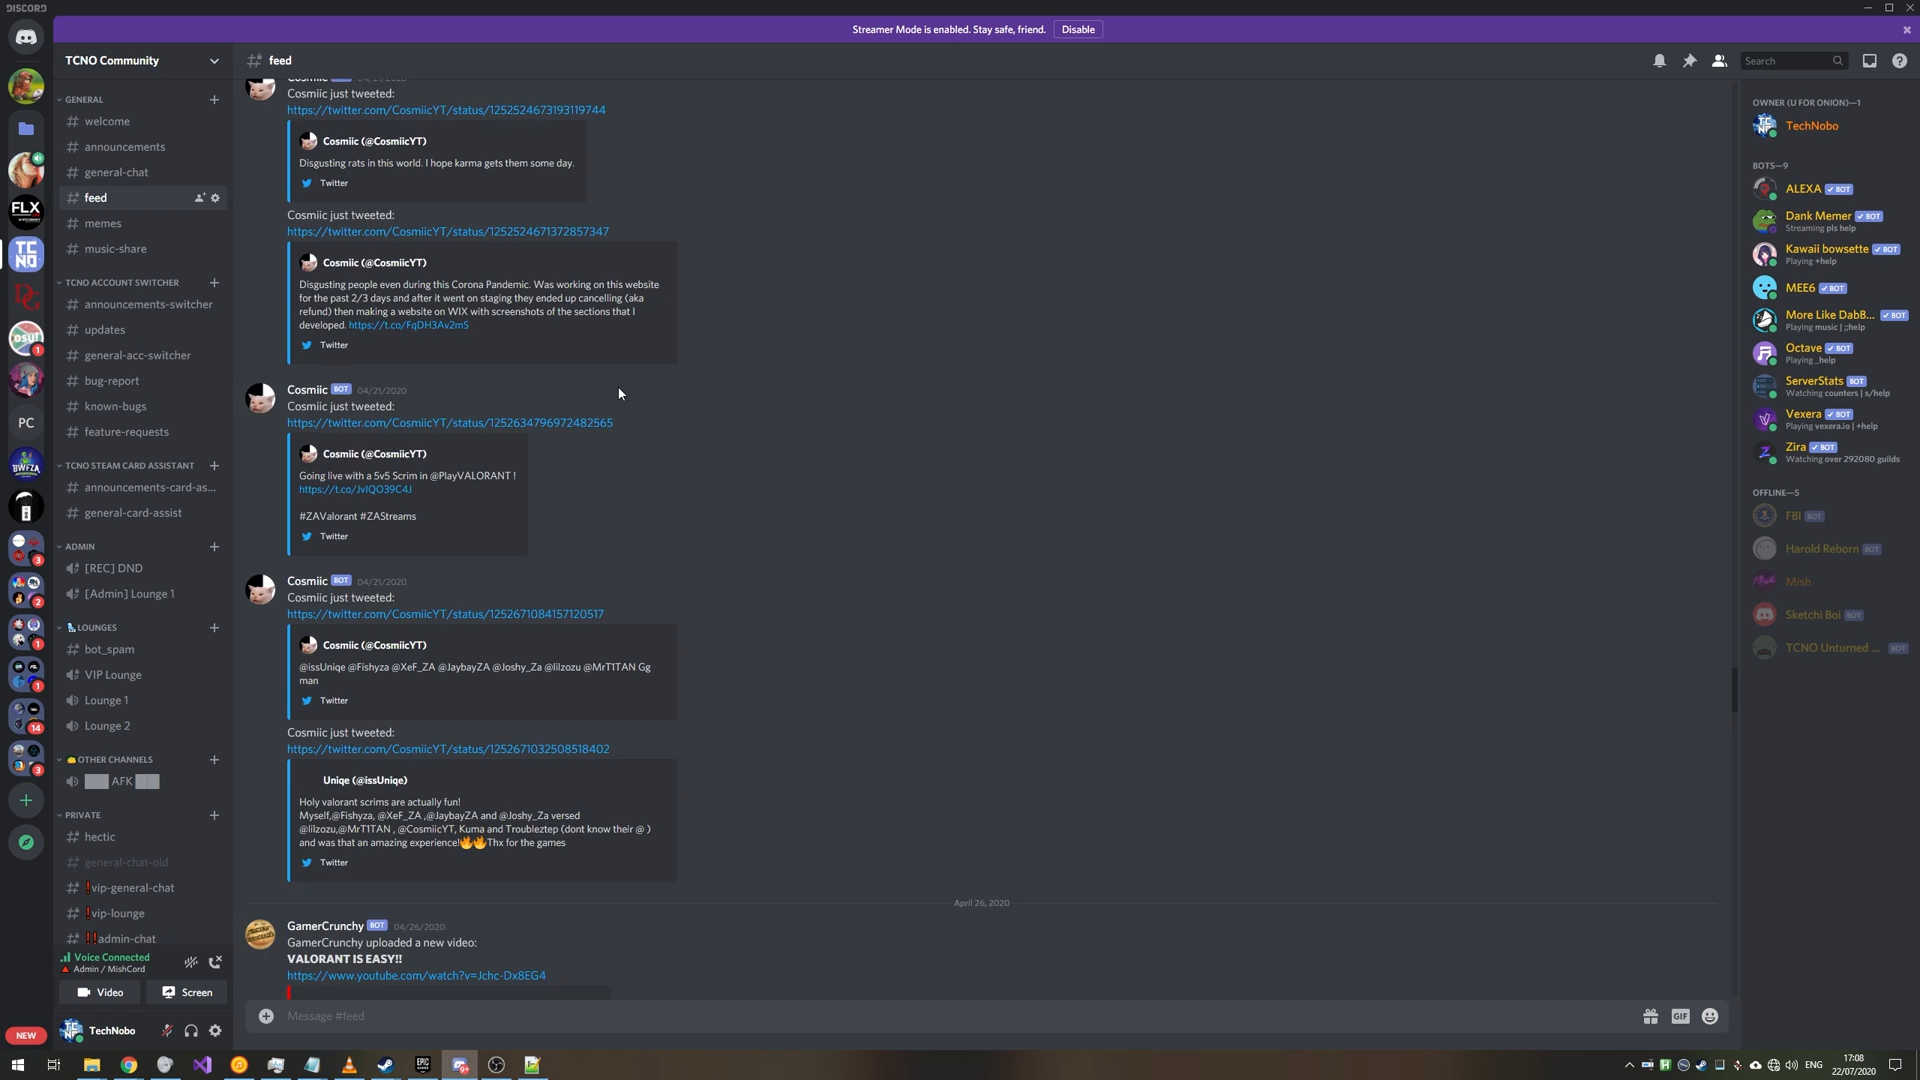 DISCORD
Streamer Mode is enabled. Stay safe, friend.
Disable
TCNO Community
feed
Search
GENERAL
welcome
announcements
general-chat
feed
memes
music-share
TCNO ACCOUNT SWITCHER
announcements-switcher
updates
general-acc-switcher
bug-report
known-bugs
feature-requests
TCNO STEAM CARD ASSISTANT
announcements-card-as...
general-card-assist
ADMIN
[REC] DND
[Admin] Lounge 1
LOUNGES
bot_spam
VIP Lounge
Lounge 1
Lounge 2
OTHER CHANNELS
AFK
PRIVATE
hectic
general-chat-old
❗vip-general-chat
❗vip-lounge
❗❗admin-chat
Voice Connected
Admin / MishCord
Video
Screen
TechNobo
NEW
FLX
TC
NO
PC
1
3
2
1
1
14
3
Cosmiic just tweeted:
https://twitter.com/CosmiicYT/status/1252524673193119744
Cosmiic (@CosmiicYT)
Disgusting rats in this world. I hope karma gets them some day.
Twitter
Cosmiic just tweeted:
https://twitter.com/CosmiicYT/status/1252524671372857347
Cosmiic (@CosmiicYT)
Disgusting people even during this Corona Pandemic. Was working on this website
for the past 2/3 days and after it went on staging they ended up cancelling (aka
refund) then making a website on WIX with screenshots of the sections that I
developed. https://t.co/FqDH3Av2mS
Twitter
Cosmiic BOT 04/21/2020
Cosmiic just tweeted:
https://twitter.com/CosmiicYT/status/1252634796972482565
Cosmiic (@CosmiicYT)
Going live with a 5v5 Scrim in @PlayVALORANT !
https://t.co/JvIQO39C4J
#ZAValorant #ZAStreams
Twitter
Cosmiic BOT 04/21/2020
Cosmiic just tweeted:
https://twitter.com/CosmiicYT/status/1252671084157120517
Cosmiic (@CosmiicYT)
@issUniqe @Fishyza @XeF_ZA @JaybayZA @Joshy_Za @lilzozu @MrT1TAN Gg
man
Twitter
Cosmiic just tweeted:
https://twitter.com/CosmiicYT/status/1252671032508518402
Uniqe (@issUniqe)
Holy valorant scrims are actually fun!
Myself,@Fishyza, @XeF_ZA ,@JaybayZA and @Joshy_Za versed
@lilzozu,@MrT1TAN , @CosmiicYT, Kuma and Troubleztep (dont know their @ )
and was that an amazing experience!🔥🔥Thx for the games
Twitter
April 26, 2020
GamerCrunchy BOT 04/26/2020
GamerCrunchy uploaded a new video:
VALORANT IS EASY!!
https://www.youtube.com/watch?v=Jchc-Dx8EG4
Message #feed
GIF
OWNER (U FOR ONION)—1
TechNobo
BOTS—9
ALEXA ✓ BOT
Dank Memer ✓ BOT
Streaming pls help
Kawaii bowsette ✓ BOT
Playing +help
MEE6 ✓ BOT
More Like DabB... ✓ BOT
Playing music | ;;help
Octave ✓ BOT
Playing _help
ServerStats BOT
Watching counters | s/help
Vexera ✓ BOT
Playing vexera.io | +help
Zira ✓ BOT
Watching over 292080 guilds
OFFLINE—5
FBI BOT
Harold Reborn BOT
Mish
Sketchi Boi BOT
TCNO Unturned ... BOT
ENG
17:08
22/07/2020